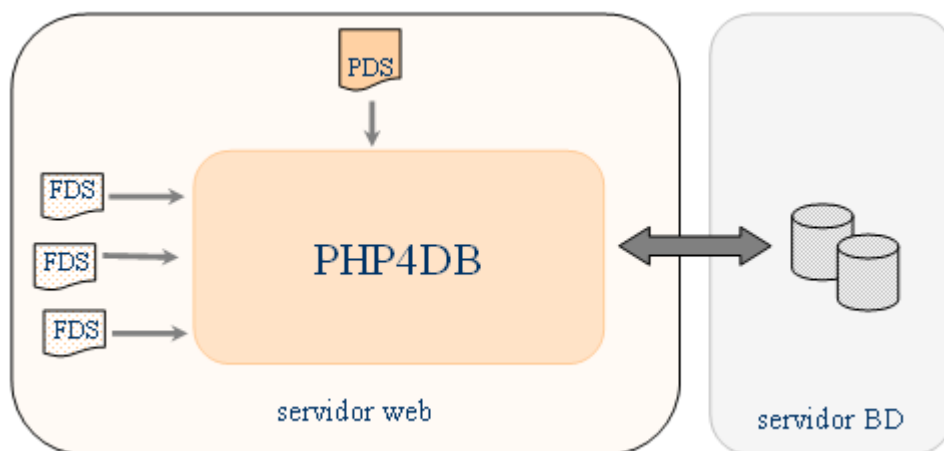 PDS
FDS
FDS
FDS
PHP4DB
servidor web
servidor BD